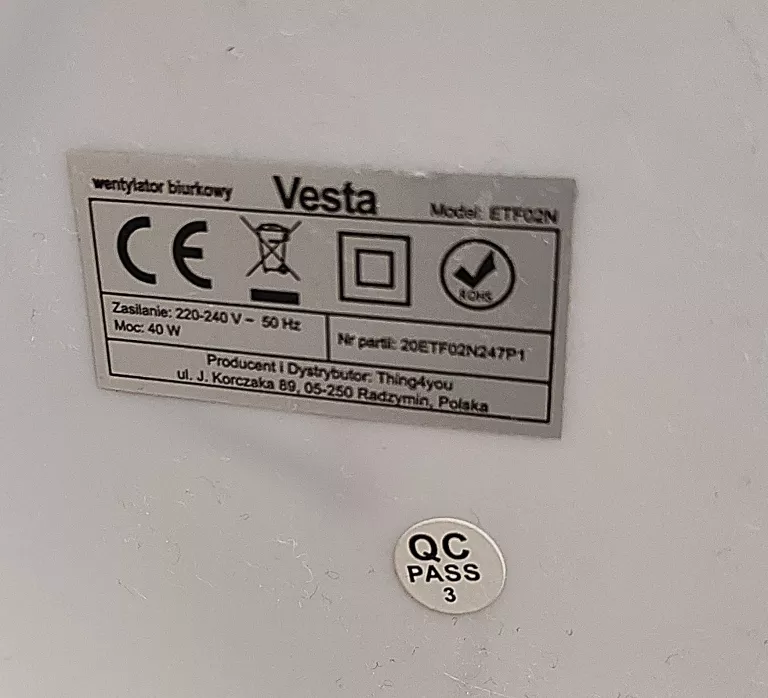 wentylator biurkowy Vesta Model: ETF02N
CE
ROHS
Zasilanie: 220-240 V ~ 50 Hz
Moc: 40 W
Nr partii: 20ETF02N247P1
Producent i Dystrybutor: Thing4you
ul. J. Korczaka 89, 05-250 Radzymin, Polska
QC
PASS
3